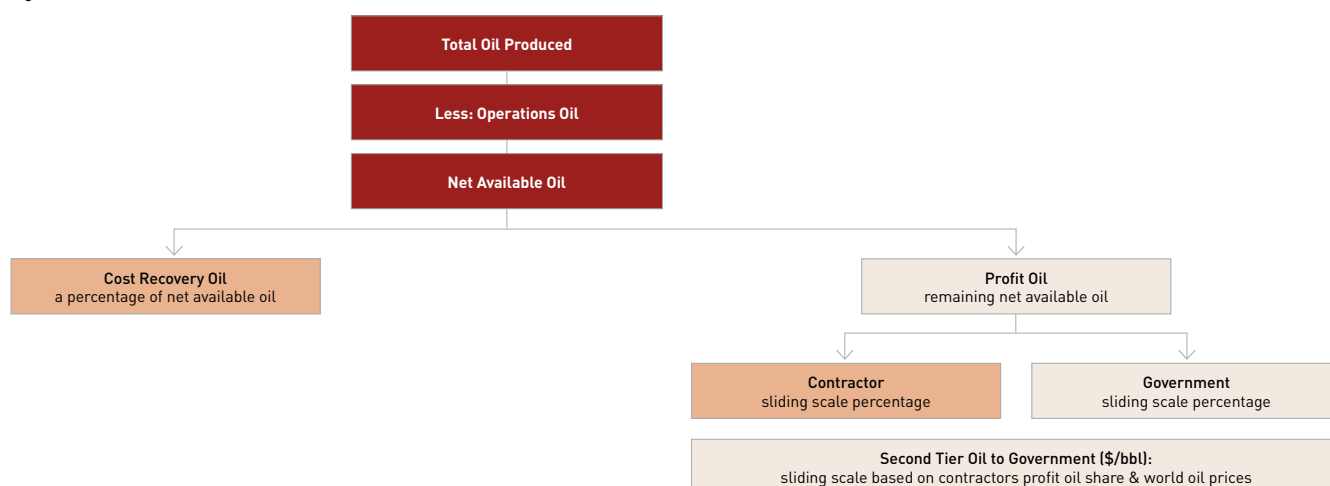 Total Oil Produced
Less: Operations Oil
Net Available Oil
Cost Recovery Oil
a percentage of net available oil
Profit Oil
remaining net available oil
Contractor
sliding scale percentage
Government
sliding scale percentage
Second Tier Oil to Government ($/bbl):
sliding scale based on contractors profit oil share & world oil prices